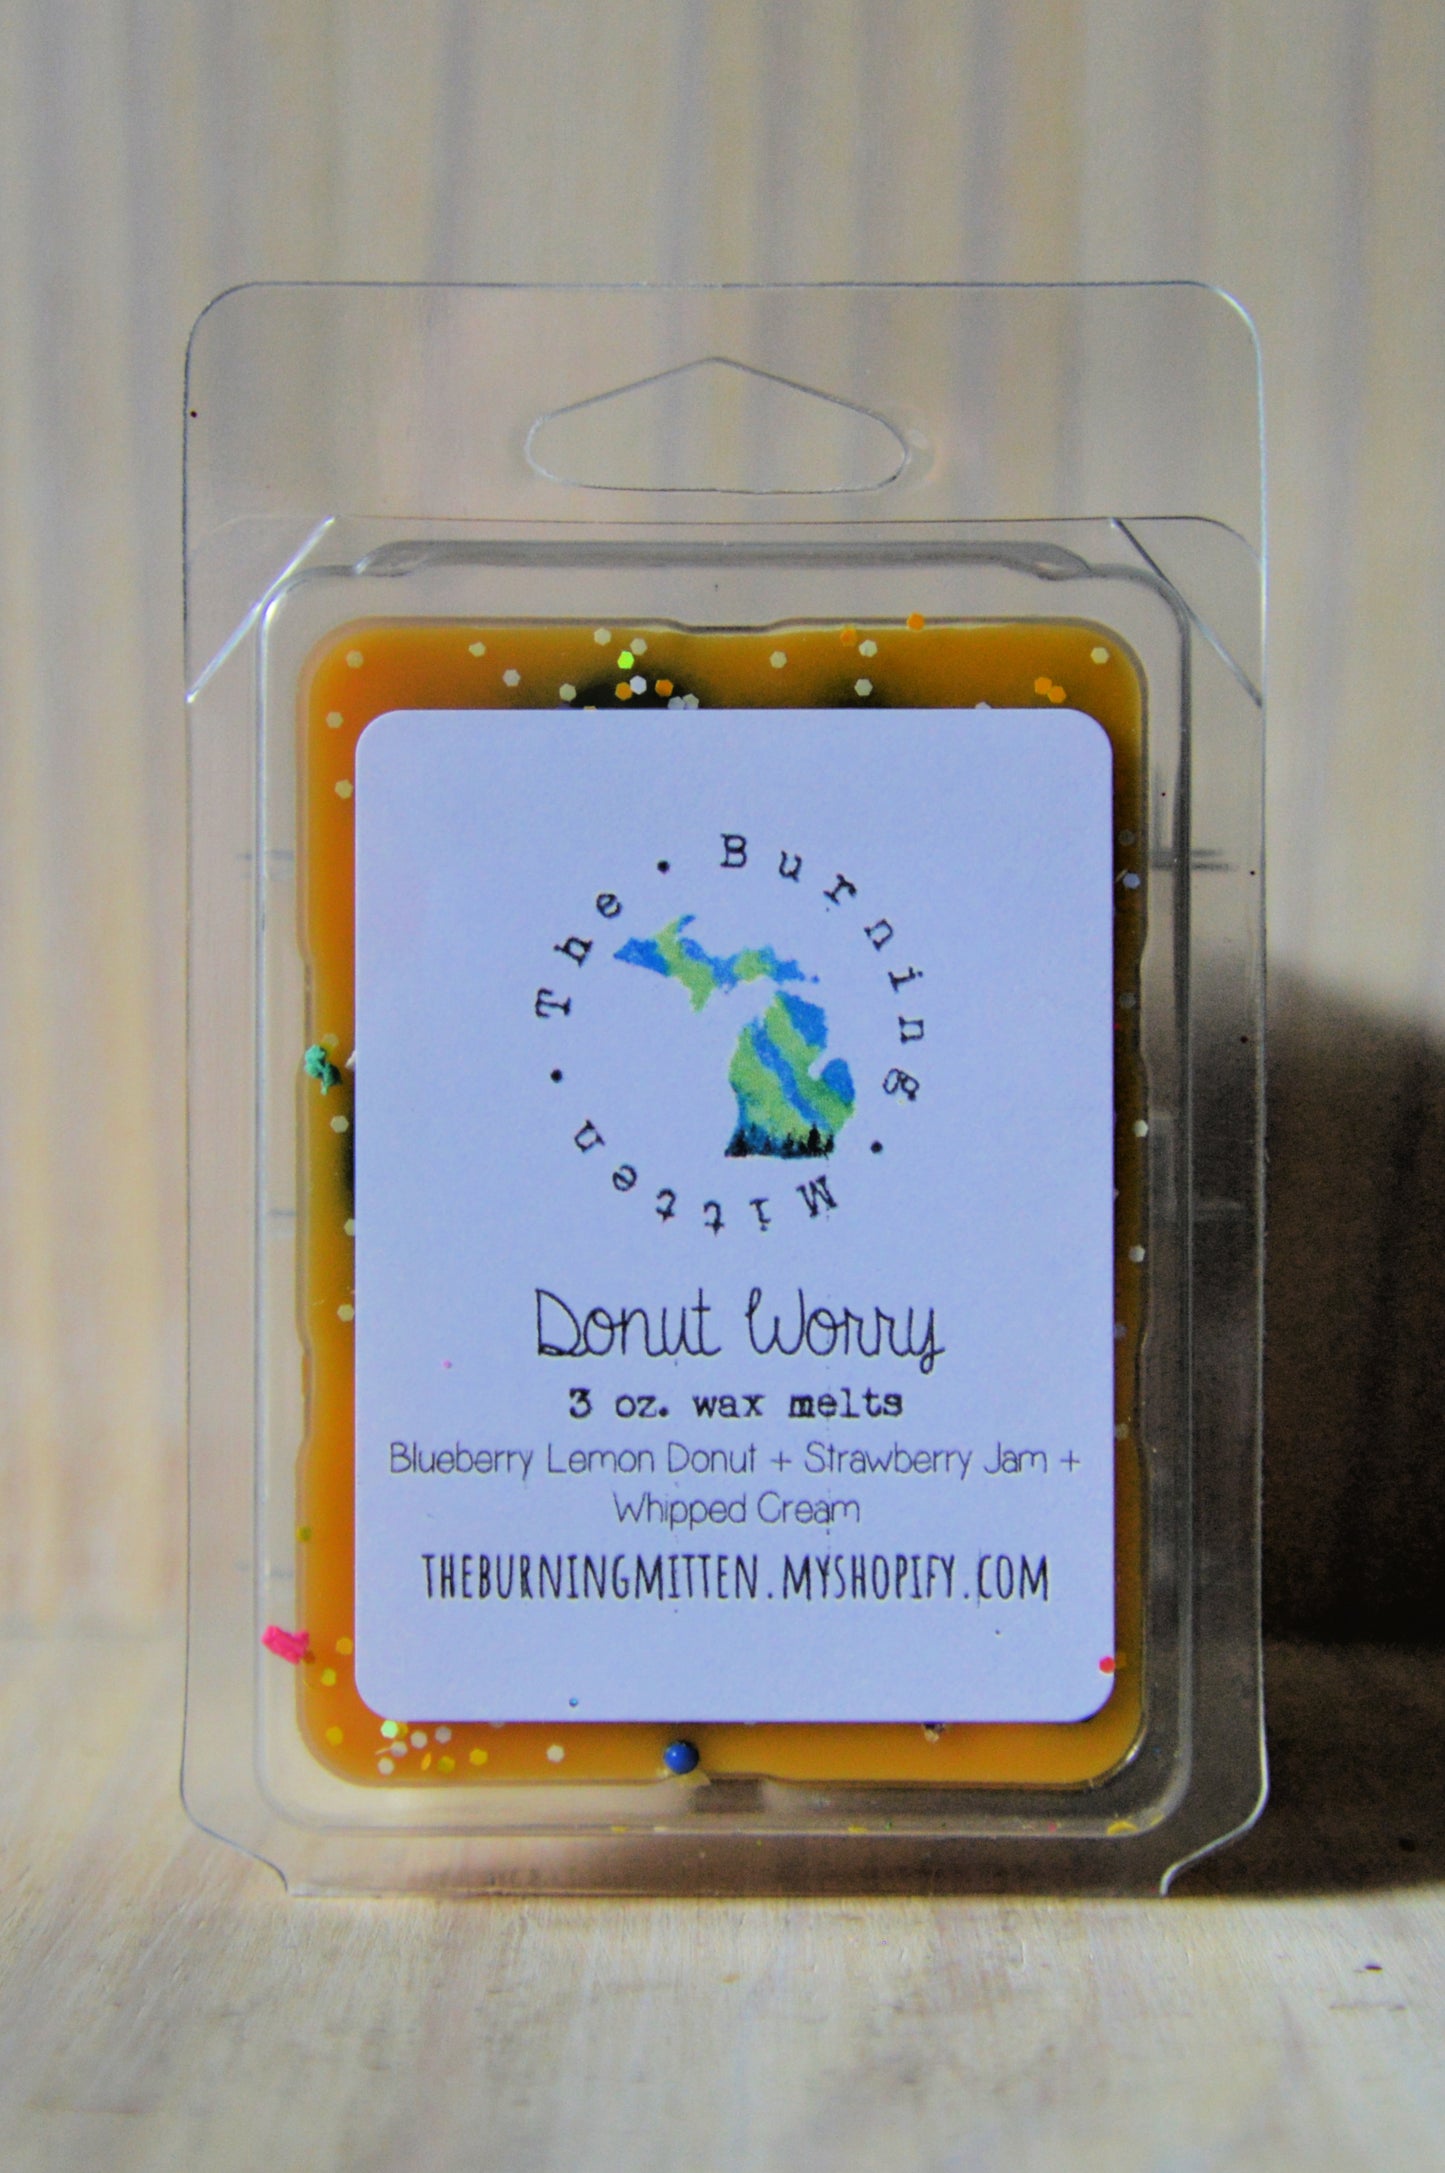 The • Burning • Mitten •
Donut Worry
3 oz. wax melts
Blueberry Lemon Donut + Strawberry Jam +
Whipped Cream
THEBURNINGMITTEN.MYSHOPIFY.COM